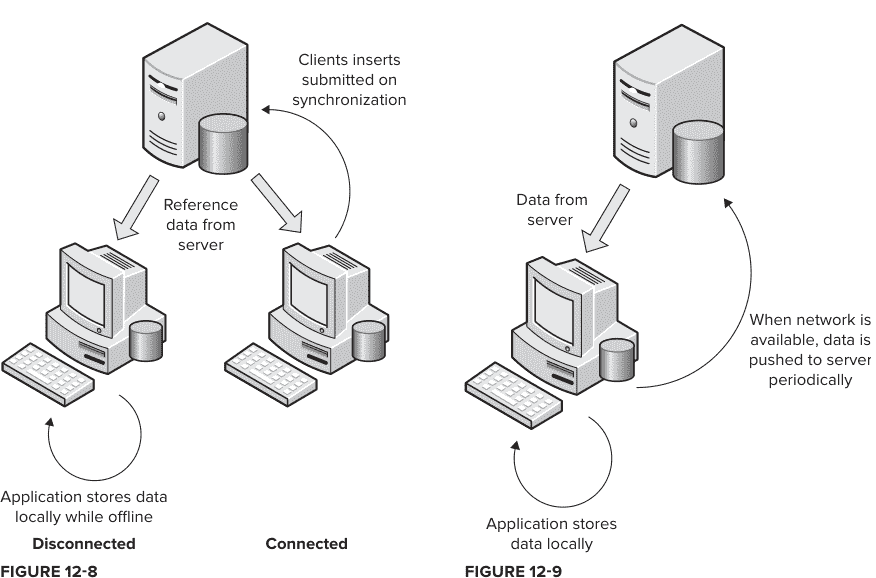 Clients inserts
submitted on
synchronization
Reference
data from
server
Application stores data
locally while offline
Disconnected
Connected
FIGURE 12-8
Data from
server
When network is
available, data is
pushed to server
periodically
Application stores
data locally
FIGURE 12-9